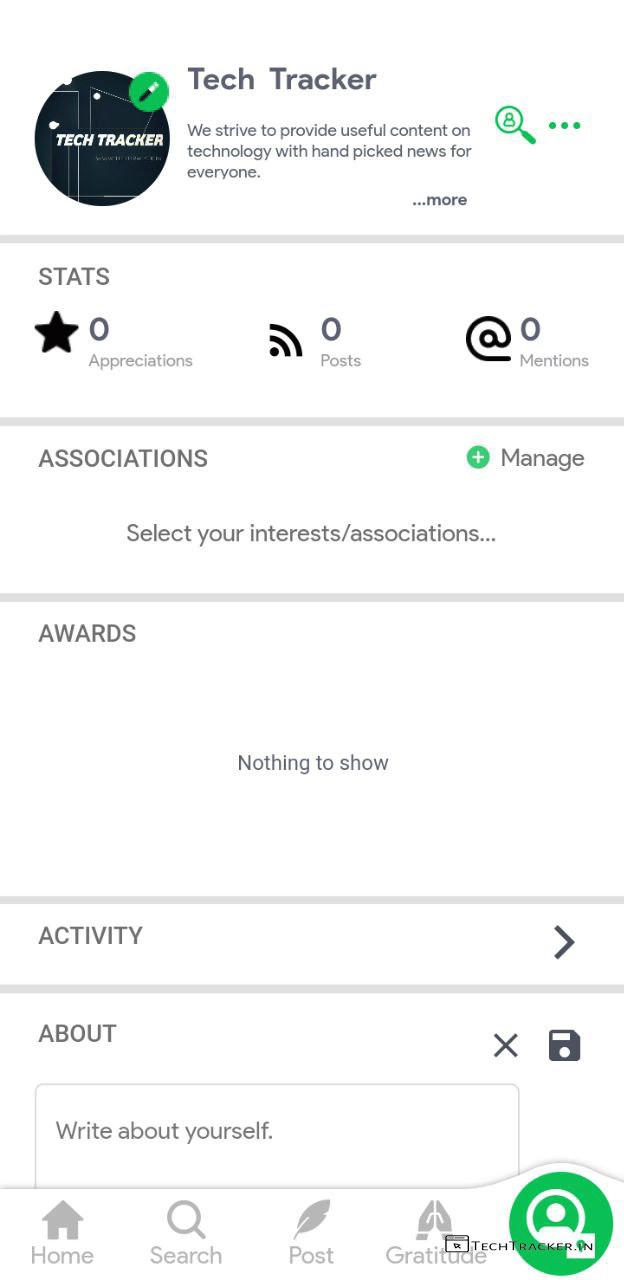 Tech Tracker
TECH TRACKER
We strive to provide useful content on
technology with hand picked news for
everyone.
...more
STATS
0
Appreciations
0
Posts
0
Mentions
ASSOCIATIONS
Manage
Select your interests/associations...
AWARDS
Nothing to show
ACTIVITY
ABOUT
Write about yourself.
Home
Search
Post
Gratitude
TECHTRACKER.IN